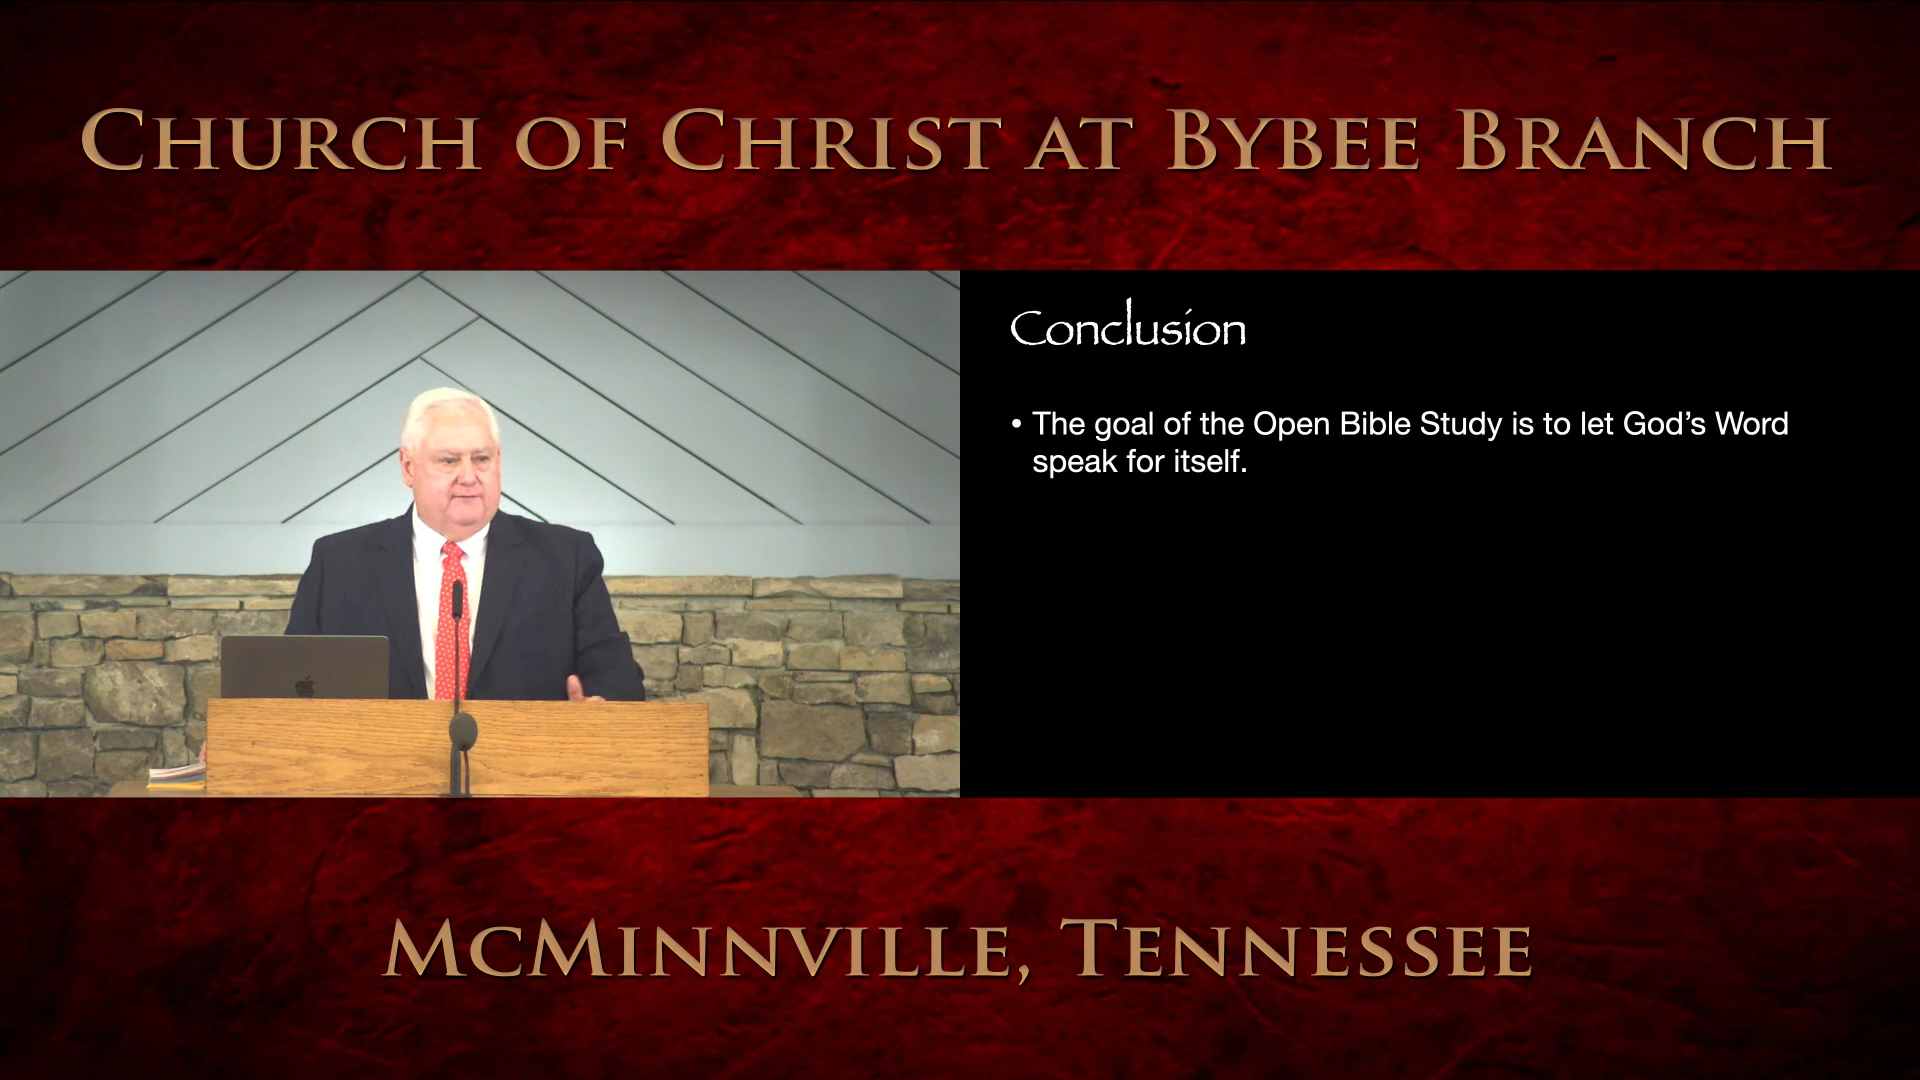 CHURCH OF CHRIST AT BYBEE BRANCH
Conclusion
• The goal of the Open Bible Study is to let God’s Word
speak for itself.
MCMINNVILLE, TENNESSEE